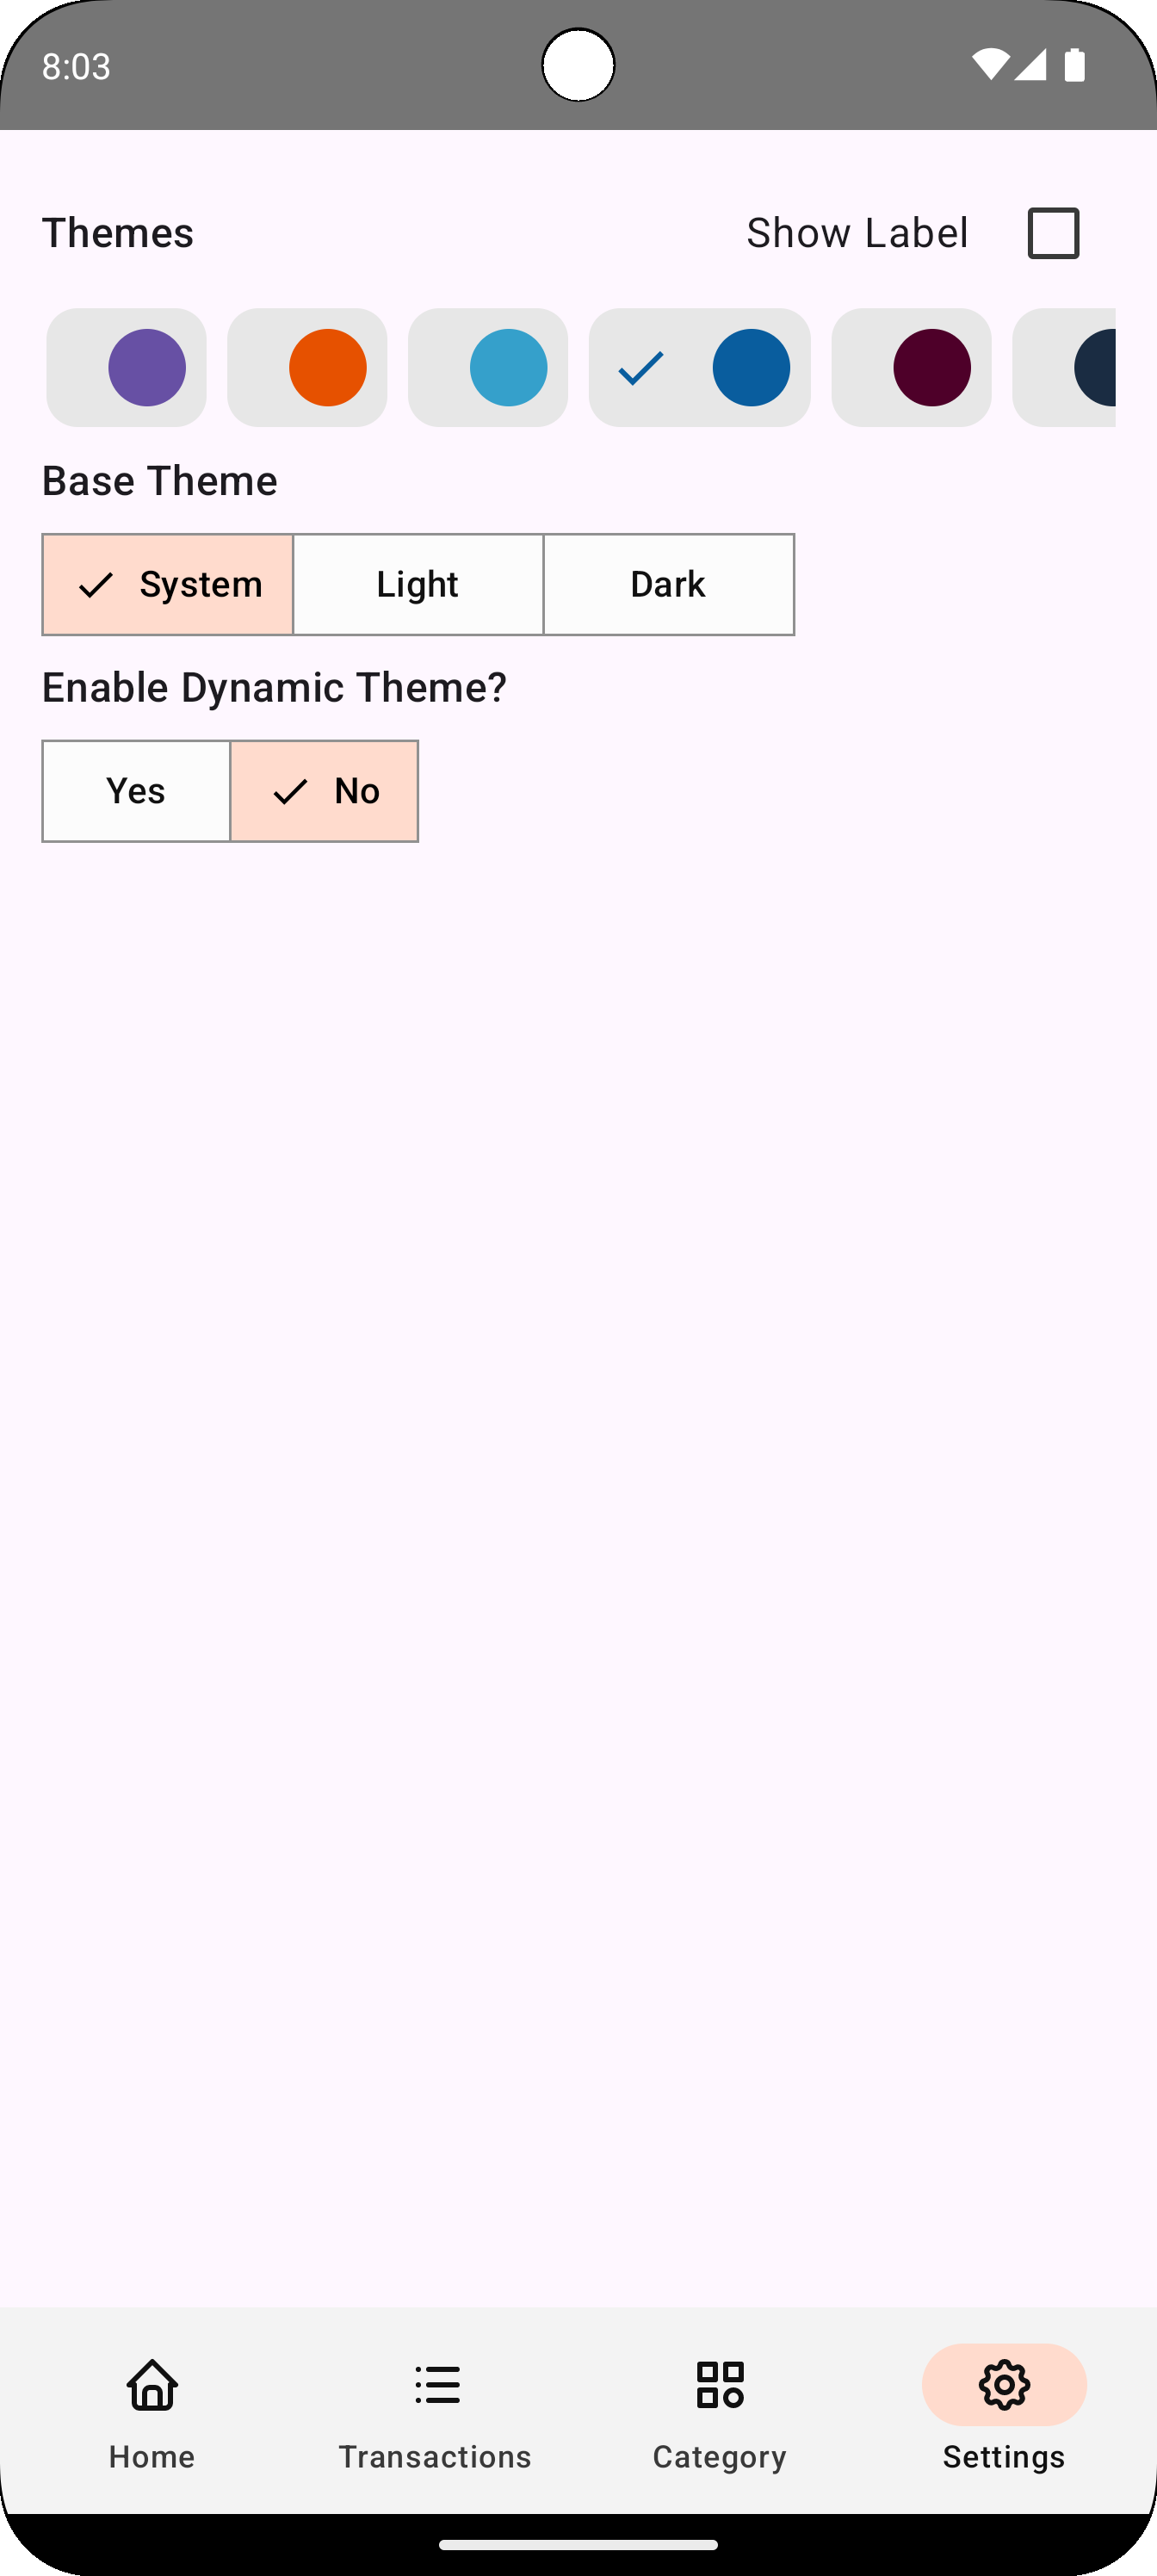 8:03
Themes Show Label
Base Theme
System Light Dark
Enable Dynamic Theme?
Yes No
Home Transactions Category Settings